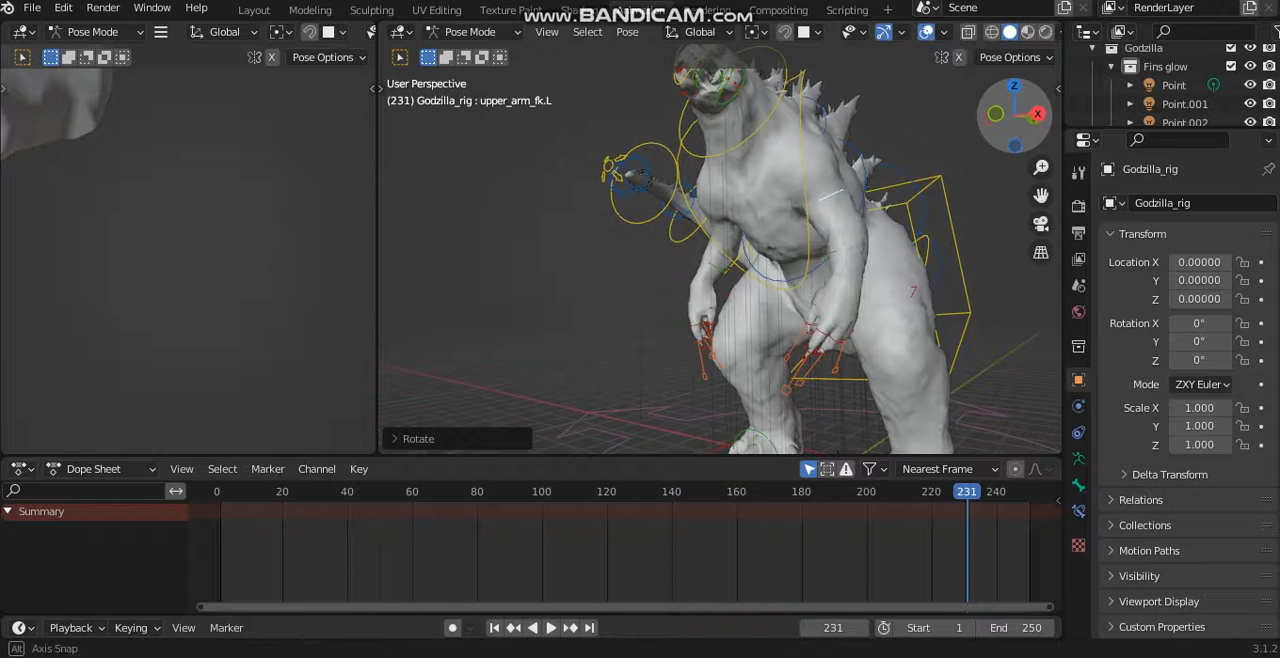 File Edit Render Window Help Layout Modeling Sculpting UV Editing Texture Paint Compositing Scripting Scene RenderLayer
www.BANDICAM.com
Pose Mode Global Pose Mode View Select Pose Global
X Pose Options X Pose Options
User Perspective
(231) Godzilla_rig : upper_arm_fk.L
Z
X
7
Rotate
Godzilla
Fins glow
Point
Point.001
Point.002
Godzilla_rig
Godzilla_rig
Transform
Location X 0.00000
Y 0.00000
Z 0.00000
Rotation X 0°
Y 0°
Z 0°
Mode ZXY Euler
Scale X 1.000
Y 1.000
Z 1.000
Delta Transform
Relations
Collections
Motion Paths
Visibility
Viewport Display
Custom Properties
Dope Sheet View Select Marker Channel Key Nearest Frame
0 20 40 60 80 100 120 140 160 180 200 220 231 240
Summary
Playback Keying View Marker 231 Start 1 End 250
Alt Axis Snap 3.1.2